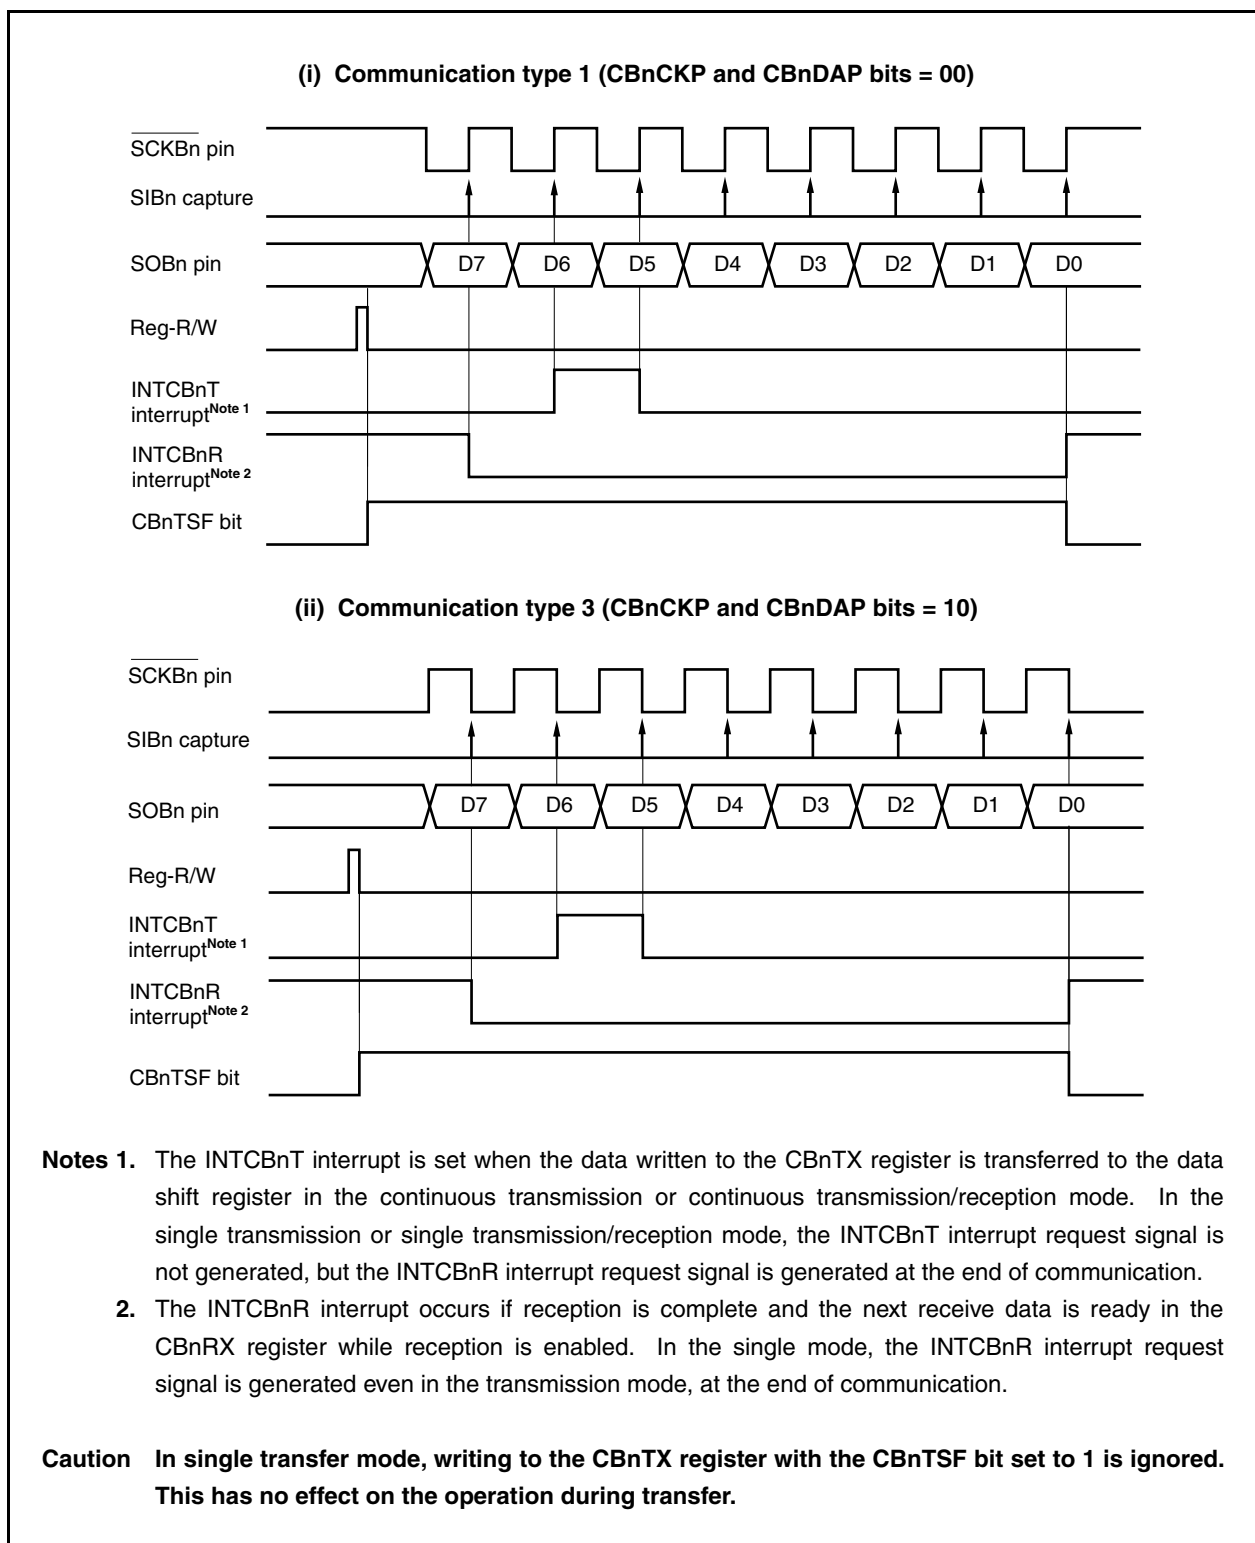 (i) Communication type 1 (CBnCKP and CBnDAP bits = 00)
SCKBn pin
SIBn capture
SOBn pin D7 D6 D5 D4 D3 D2 D1 D0
Reg-R/W
INTCBnT
interrupt Note 1
INTCBnR
interrupt Note 2
CBnTSF bit
(ii) Communication type 3 (CBnCKP and CBnDAP bits = 10)
SCKBn pin
SIBn capture
SOBn pin D7 D6 D5 D4 D3 D2 D1 D0
Reg-R/W
INTCBnT
interrupt Note 1
INTCBnR
interrupt Note 2
CBnTSF bit
Notes 1. The INTCBnT interrupt is set when the data written to the CBnTX register is transferred to the data
shift register in the continuous transmission or continuous transmission/reception mode. In the
single transmission or single transmission/reception mode, the INTCBnT interrupt request signal is
not generated, but the INTCBnR interrupt request signal is generated at the end of communication.
2. The INTCBnR interrupt occurs if reception is complete and the next receive data is ready in the
CBnRX register while reception is enabled. In the single mode, the INTCBnR interrupt request
signal is generated even in the transmission mode, at the end of communication.
Caution In single transfer mode, writing to the CBnTX register with the CBnTSF bit set to 1 is ignored.
This has no effect on the operation during transfer.